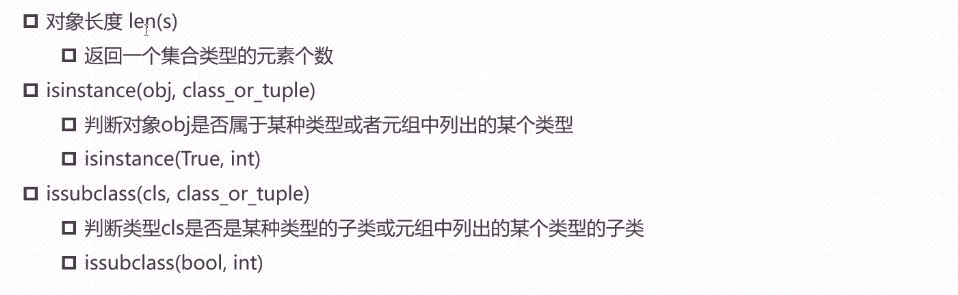 对象长度 len(s)
返回一个集合类型的元素个数
isinstance(obj, class_or_tuple)
判断对象obj是否属于某种类型或者元组中列出的某个类型
isinstance(True, int)
issubclass(cls, class_or_tuple)
判断类型cls是否是某种类型的子类或元组中列出的某个类型的子类
issubclass(bool, int)